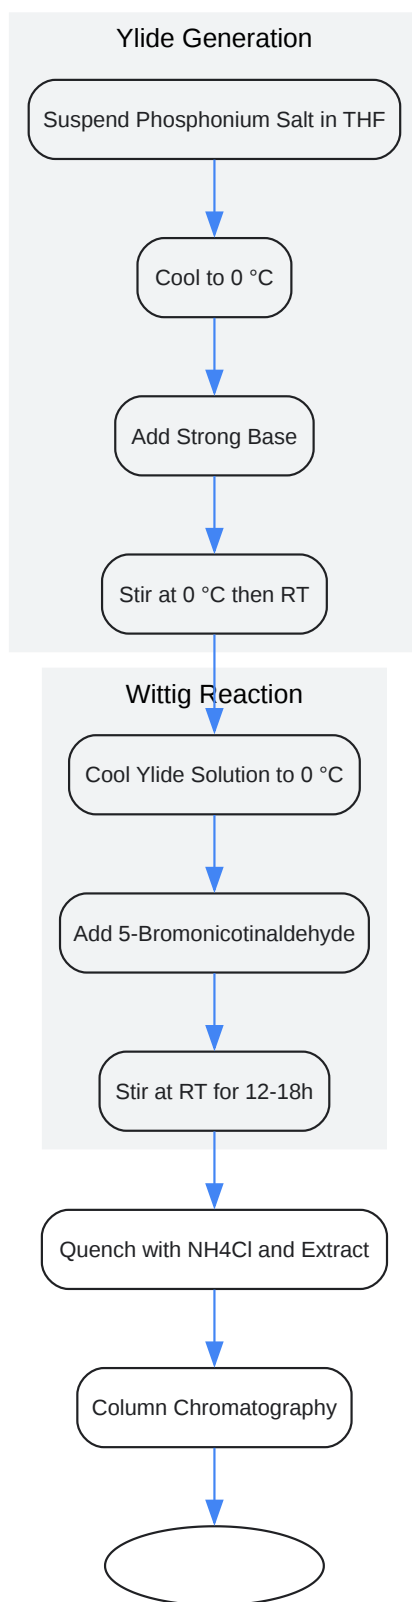 Ylide Generation
Suspend Phosphonium Salt in THF
Cool to 0 °C
Add Strong Base
Stir at 0 °C then RT
Wittig Reaction
Cool Ylide Solution to 0 °C
Add 5-Bromonicotinaldehyde
Stir at RT for 12-18h
Quench with NH4Cl and Extract
Column Chromatography